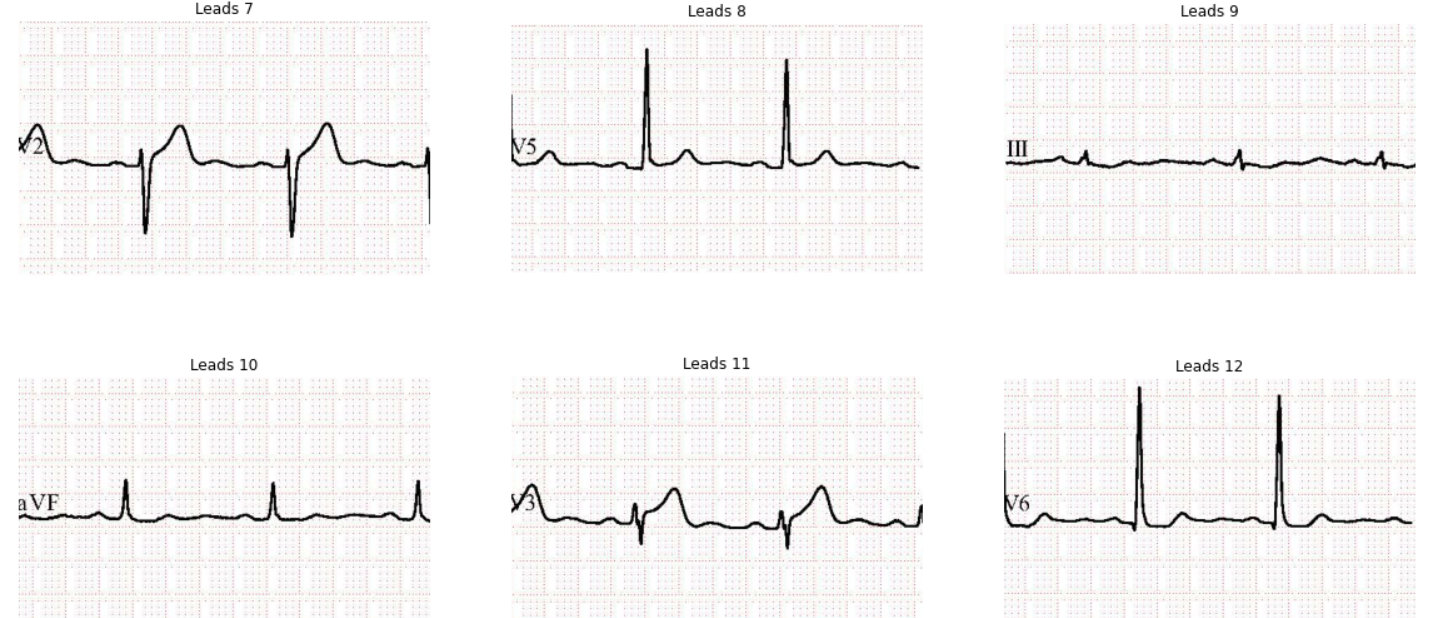 Leads 7
Leads 8
Leads 9
V2
V5
III
Leads 10
Leads 11
Leads 12
aVF
V3
V6